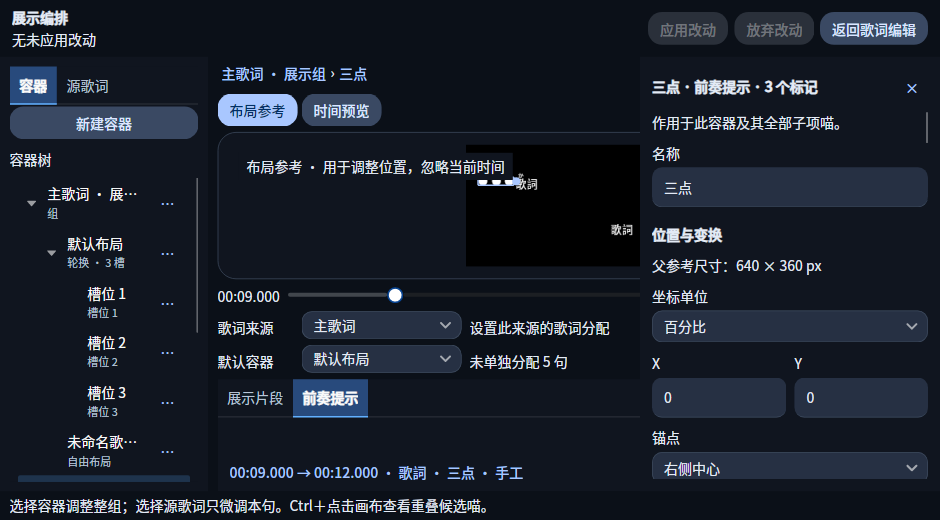 展示编排
无未应用改动
应用改动
放弃改动
返回歌词编辑
容器
源歌词
新建容器
容器树
主歌词 · 展…
组
默认布局
轮换 · 3 槽
槽位 1
槽位 1
槽位 2
槽位 2
槽位 3
槽位 3
未命名歌…
自由布局
主歌词 · 展示组 › 三点
布局参考
时间预览
布局参考 · 用于调整位置，忽略当前时间
歌詞
歌詞
00:09.000
歌词来源
主歌词
设置此来源的歌词分配
默认容器
默认布局
未单独分配 5 句
展示片段
前奏提示
00:09.000 → 00:12.000 · 歌詞 · 三点 · 手工
三点 · 前奏提示 · 3 个标记
作用于此容器及其全部子项喵。
名称
三点
位置与变换
父参考尺寸：640 × 360 px
坐标单位
百分比
X
Y
0
0
锚点
右侧中心
选择容器调整整组；选择源歌词只微调本句。Ctrl＋点击画布查看重叠候选喵。